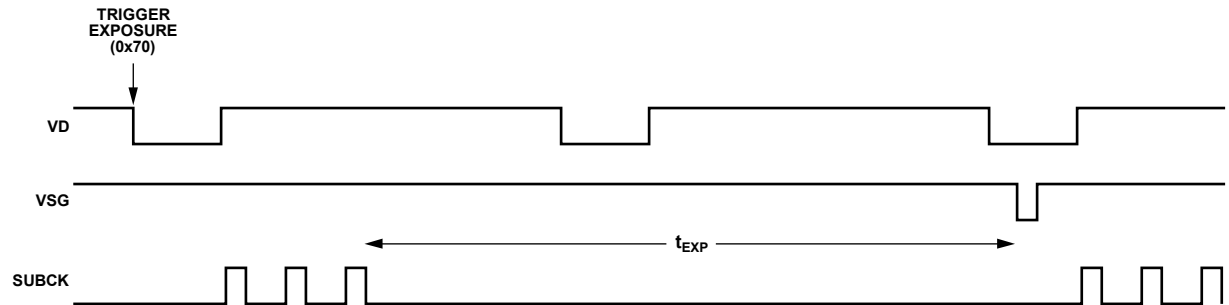 TRIGGER
EXPOSURE
(0x70)
VD
VSG
tEXP
SUBCK